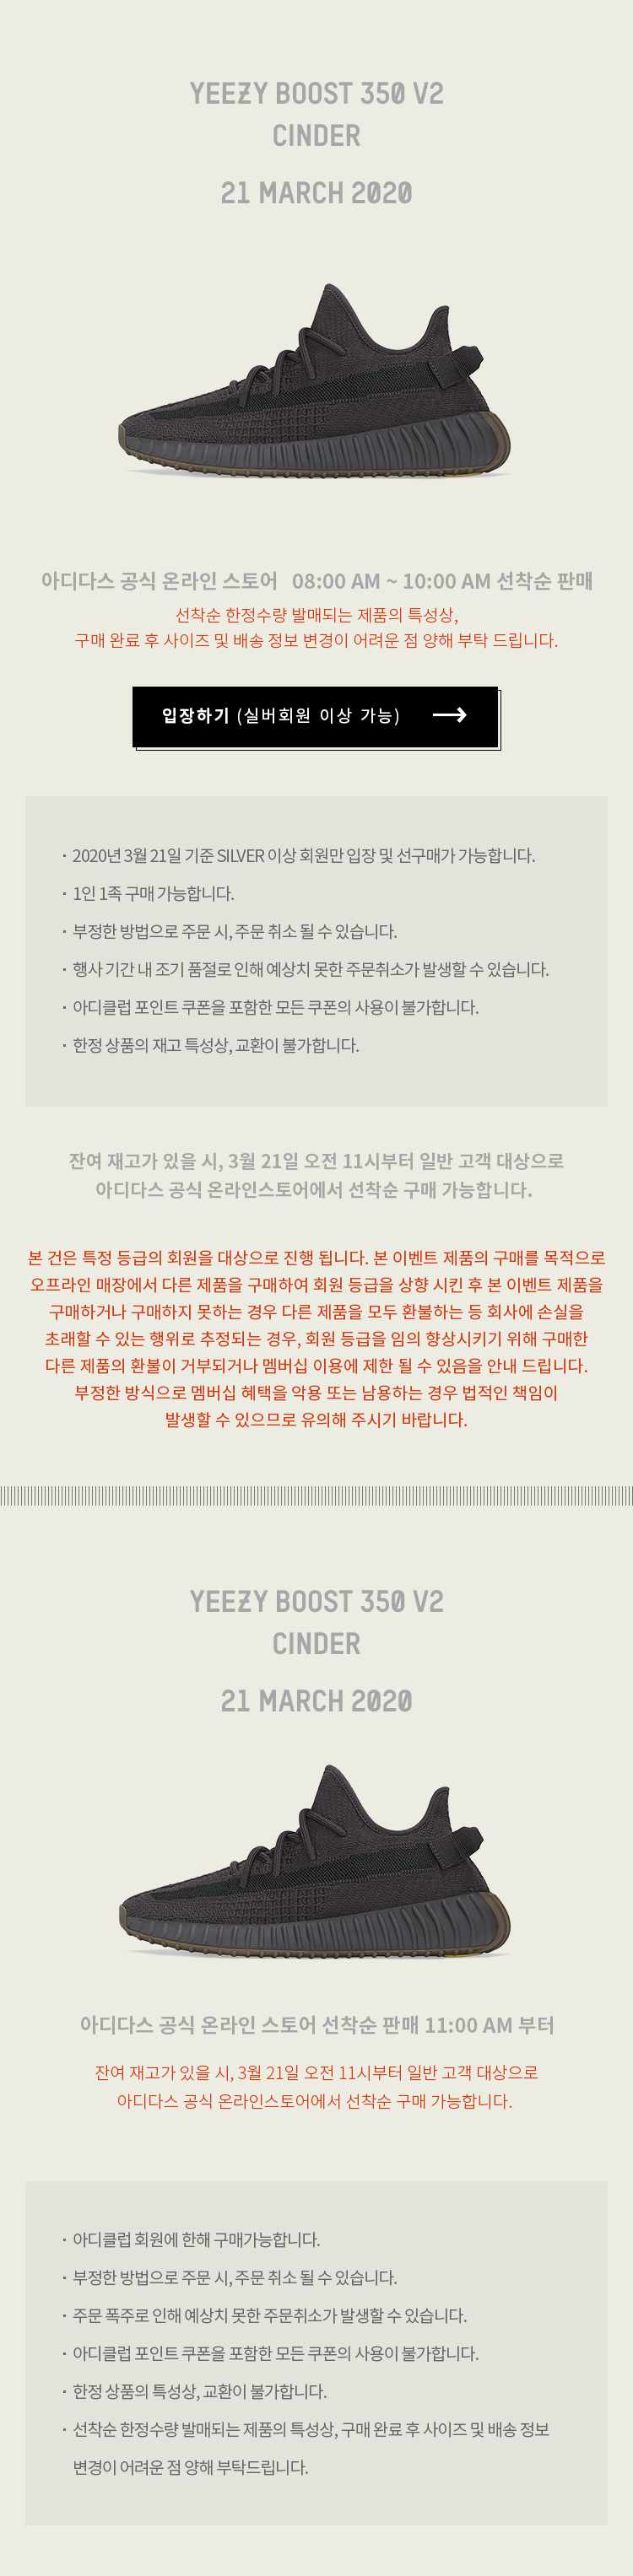 YEEZY BOOST 350 V2
CINDER
21 MARCH 2020
아디다스 공식 온라인 스토어 08:00 AM ~ 10:00 AM 선착순 판매
선착순 한정수량 발매되는 제품의 특성상,
구매 완료 후 사이즈 및 배송 정보 변경이 어려운 점 양해 부탁 드립니다.
입장하기 (실버회원 이상 가능)
· 2020년 3월 21일 기준 SILVER 이상 회원만 입장 및 선구매가 가능합니다.
· 1인 1족 구매 가능합니다.
· 부정한 방법으로 주문 시, 주문 취소 될 수 있습니다.
· 행사 기간 내 조기 품절로 인해 예상치 못한 주문취소가 발생할 수 있습니다.
· 아디클럽 포인트 쿠폰을 포함한 모든 쿠폰의 사용이 불가합니다.
· 한정 상품의 재고 특성상, 교환이 불가합니다.
잔여 재고가 있을 시, 3월 21일 오전 11시부터 일반 고객 대상으로
아디다스 공식 온라인스토어에서 선착순 구매 가능합니다.
본 건은 특정 등급의 회원을 대상으로 진행 됩니다. 본 이벤트 제품의 구매를 목적으로
오프라인 매장에서 다른 제품을 구매하여 회원 등급을 상향 시킨 후 본 이벤트 제품을
구매하거나 구매하지 못하는 경우 다른 제품을 모두 환불하는 등 회사에 손실을
초래할 수 있는 행위로 추정되는 경우, 회원 등급을 임의 향상시키기 위해 구매한
다른 제품의 환불이 거부되거나 멤버십 이용에 제한 될 수 있음을 안내 드립니다.
부정한 방식으로 멤버십 혜택을 악용 또는 남용하는 경우 법적인 책임이
발생할 수 있으므로 유의해 주시기 바랍니다.
YEEZY BOOST 350 V2
CINDER
21 MARCH 2020
아디다스 공식 온라인 스토어 선착순 판매 11:00 AM 부터
잔여 재고가 있을 시, 3월 21일 오전 11시부터 일반 고객 대상으로
아디다스 공식 온라인스토어에서 선착순 구매 가능합니다.
· 아디클럽 회원에 한해 구매가능합니다.
· 부정한 방법으로 주문 시, 주문 취소 될 수 있습니다.
· 주문 폭주로 인해 예상치 못한 주문취소가 발생할 수 있습니다.
· 아디클럽 포인트 쿠폰을 포함한 모든 쿠폰의 사용이 불가합니다.
· 한정 상품의 특성상, 교환이 불가합니다.
· 선착순 한정수량 발매되는 제품의 특성상, 구매 완료 후 사이즈 및 배송 정보
변경이 어려운 점 양해 부탁드립니다.